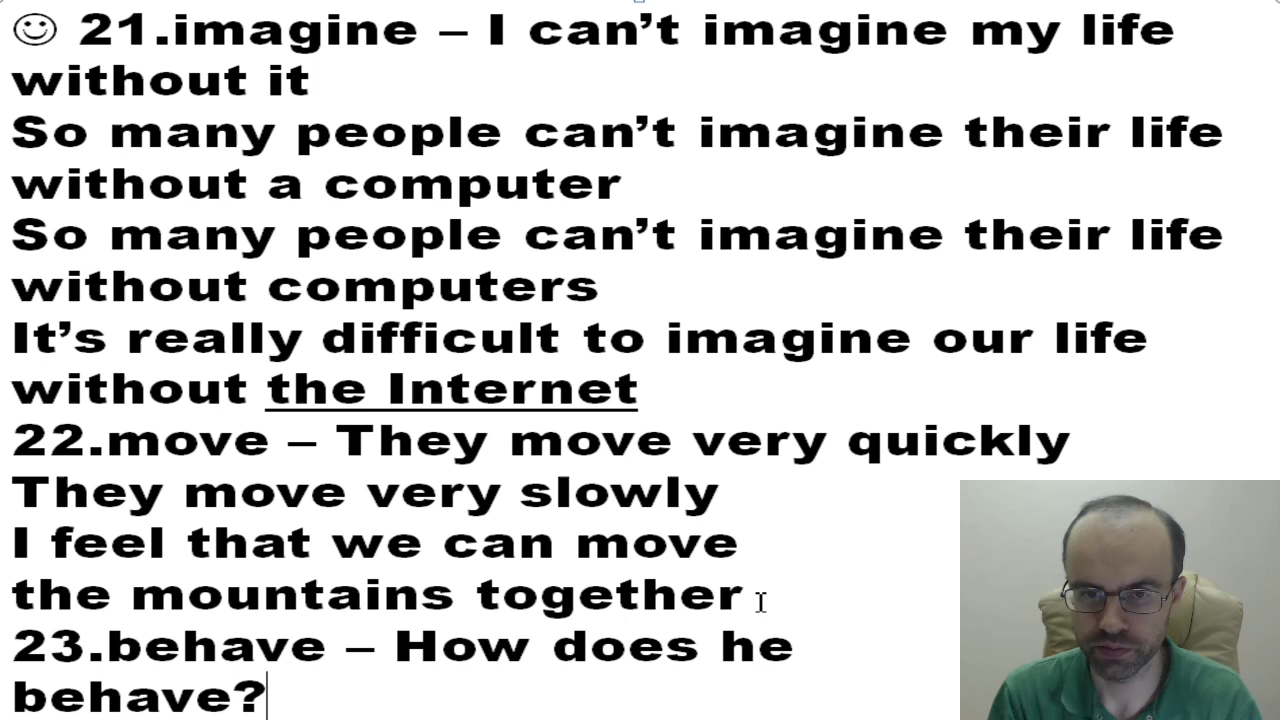 ☺ 21.imagine – I can’t imagine my life
without it
So many people can’t imagine their life
without a computer
So many people can’t imagine their life
without computers
It’s really difficult to imagine our life
without the Internet
22.move – They move very quickly
They move very slowly
I feel that we can move
the mountains together
23.behave – How does he
behave?